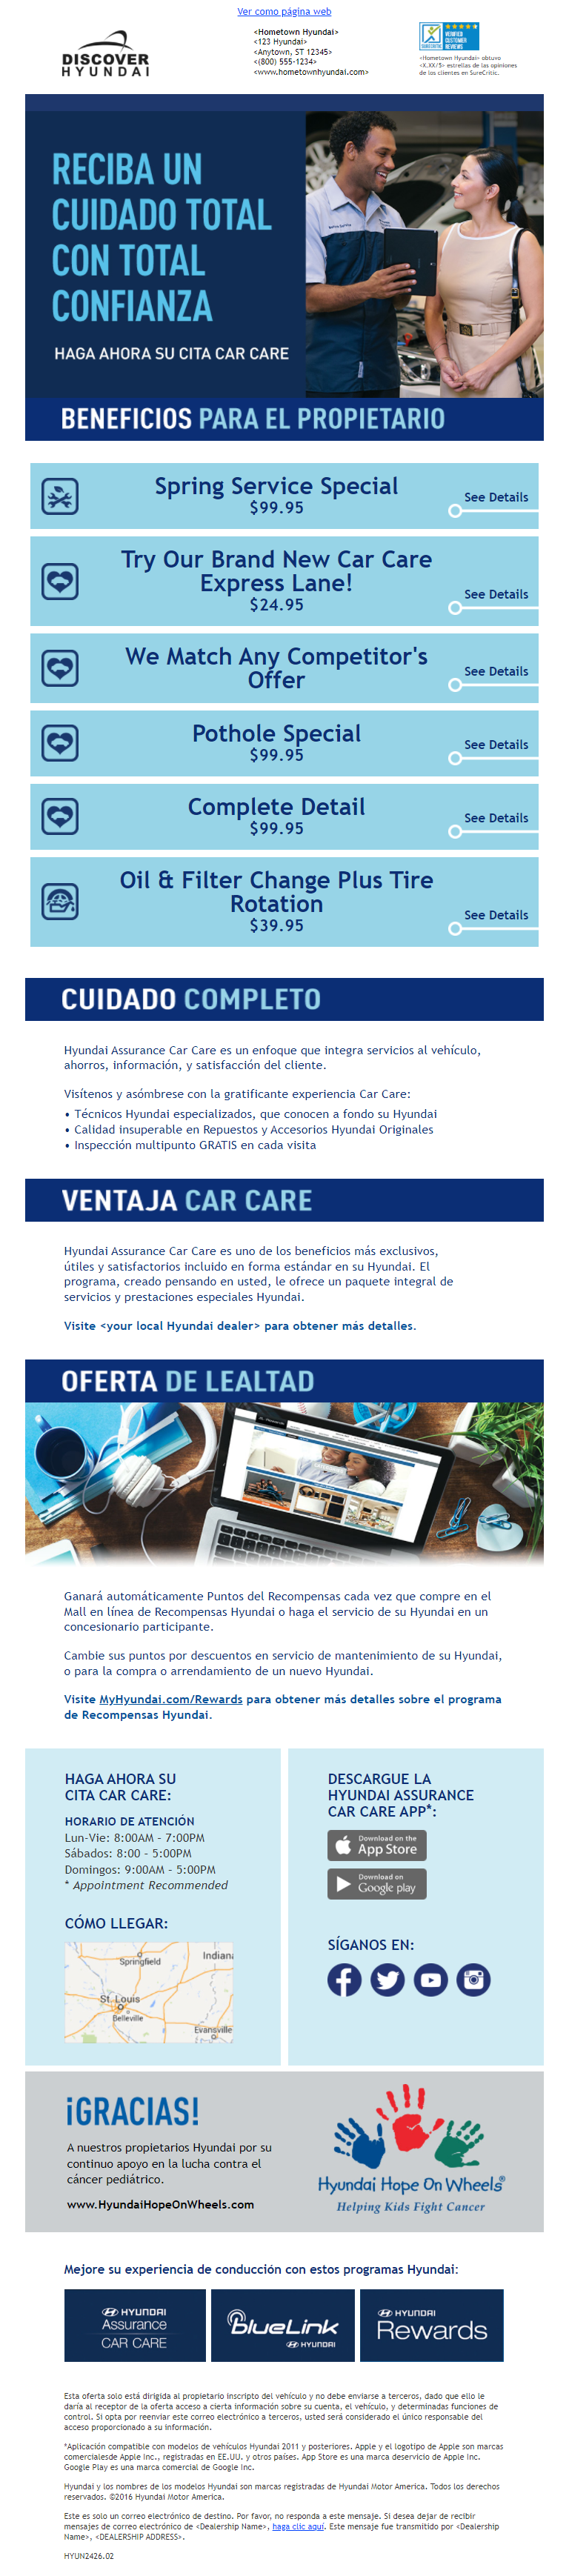 Ver como página web
DISCOVER
HYUNDAI
<Hometown Hyundai>
<123 Hyundai>
<Anytown, ST 12345>
<(800) 555-1234>
<www.hometownhyundai.com>
SURECRITIC
VERIFIED
CUSTOMER
REVIEWS
<Hometown Hyundai> obtuvo
<X.XX/5> estrellas de las opiniones
de los clientes en SureCritic.
RECIBA UN
CUIDADO TOTAL
CON TOTAL
CONFIANZA
HAGA AHORA SU CITA CAR CARE
BENEFICIOS PARA EL PROPIETARIO
Spring Service Special
$99.95
See Details
Try Our Brand New Car Care
Express Lane!
$24.95
See Details
We Match Any Competitor's
Offer
See Details
Pothole Special
$99.95
See Details
Complete Detail
$99.95
See Details
Oil & Filter Change Plus Tire
Rotation
$39.95
See Details
CUIDADO COMPLETO
Hyundai Assurance Car Care es un enfoque que integra servicios al vehículo,
ahorros, información, y satisfacción del cliente.
Visítenos y asómbrese con la gratificante experiencia Car Care:
• Técnicos Hyundai especializados, que conocen a fondo su Hyundai
• Calidad insuperable en Repuestos y Accesorios Hyundai Originales
• Inspección multipunto GRATIS en cada visita
VENTAJA CAR CARE
Hyundai Assurance Car Care es uno de los beneficios más exclusivos,
útiles y satisfactorios incluido en forma estándar en su Hyundai. El
programa, creado pensando en usted, le ofrece un paquete integral de
servicios y prestaciones especiales Hyundai.
Visite <your local Hyundai dealer> para obtener más detalles.
OFERTA DE LEALTAD
Ganará automáticamente Puntos del Recompensas cada vez que compre en el
Mall en línea de Recompensas Hyundai o haga el servicio de su Hyundai en un
concesionario participante.
Cambie sus puntos por descuentos en servicio de mantenimiento de su Hyundai,
o para la compra o arrendamiento de un nuevo Hyundai.
Visite MyHyundai.com/Rewards para obtener más detalles sobre el programa
de Recompensas Hyundai.
HAGA AHORA SU
CITA CAR CARE:
HORARIO DE ATENCIÓN
Lun-Vie: 8:00AM - 7:00PM
Sábados: 8:00 - 5:00PM
Domingos: 9:00AM - 5:00PM
* Appointment Recommended
CÓMO LLEGAR:
Springfield
Indiana
St. Louis
Belleville
Evansville
DESCARGUE LA
HYUNDAI ASSURANCE
CAR CARE APP*:
Download on the
App Store
Download on
Google play
SÍGANOS EN:
¡GRACIAS!
A nuestros propietarios Hyundai por su
continuo apoyo en la lucha contra el
cáncer pediátrico.
www.HyundaiHopeOnWheels.com
Hyundai Hope On Wheels®
Helping Kids Fight Cancer
Mejore su experiencia de conducción con estos programas Hyundai:
HYUNDAI
Assurance
CAR CARE
BlueLink
HYUNDAI
HYUNDAI
Rewards
Esta oferta solo está dirigida al propietario inscripto del vehículo y no debe enviarse a terceros, dado que ello le
daría al receptor de la oferta acceso a cierta información sobre su cuenta, el vehículo, y determinadas funciones de
control. Si opta por reenviar este correo electrónico a terceros, usted será considerado el único responsable del
acceso proporcionado a su información.
*Aplicación compatible con modelos de vehículos Hyundai 2011 y posteriores. Apple y el logotipo de Apple son marcas
comercialesde Apple Inc., registradas en EE.UU. y otros países. App Store es una marca deservicio de Apple Inc.
Google Play es una marca comercial de Google Inc.
Hyundai y los nombres de los modelos Hyundai son marcas registradas de Hyundai Motor America. Todos los derechos
reservados. ©2016 Hyundai Motor America.
Este es solo un correo electrónico de destino. Por favor, no responda a este mensaje. Si desea dejar de recibir
mensajes de correo electrónico de <Dealership Name>, haga clic aquí. Este mensaje fue transmitido por <Dealership
Name>, <DEALERSHIP ADDRESS>.
HYUN2426.02